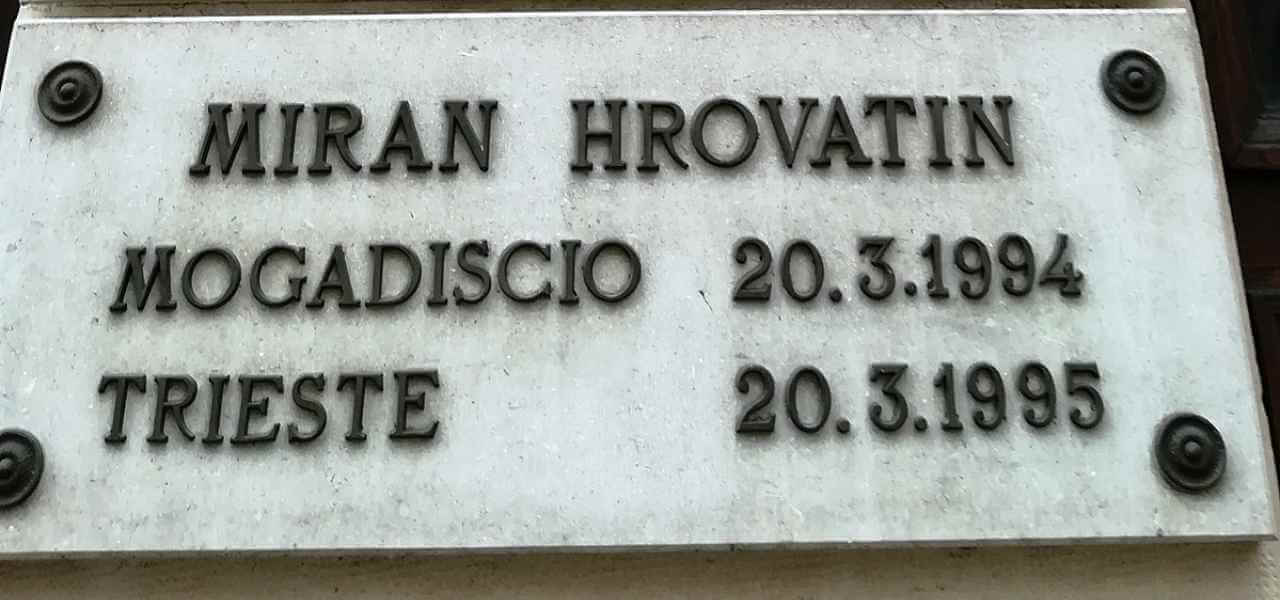 MIRAN HROVATIN
MOGADISCIO 20.3.1994
TRIESTE 20.3.1995